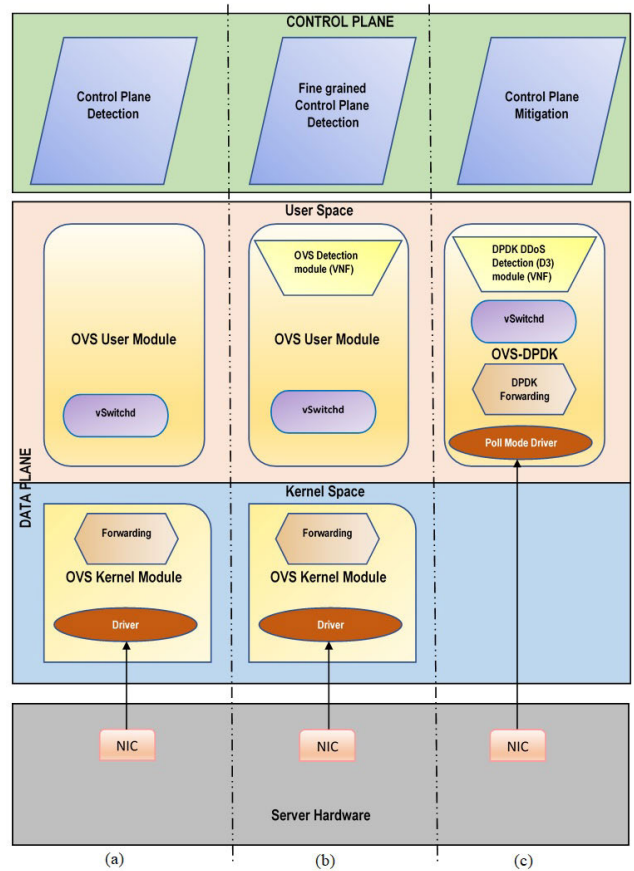 CONTROL PLANE
Control Plane
Detection
Fine grained
Control Plane
Detection
Control Plane
Mitigation
User Space
OVS User Module
vSwitchd
OVS Detection
module (VNF)
OVS User Module
vSwitchd
DPDK DDoS
Detection (D3)
module (VNF)
vSwitchd
OVS-DPDK
DPDK
Forwarding
Poll Mode Driver
DATA PLANE
Kernel Space
Forwarding
OVS Kernel Module
Driver
Forwarding
OVS Kernel Module
Driver
NIC
NIC
NIC
Server Hardware
(a)
(b)
(c)